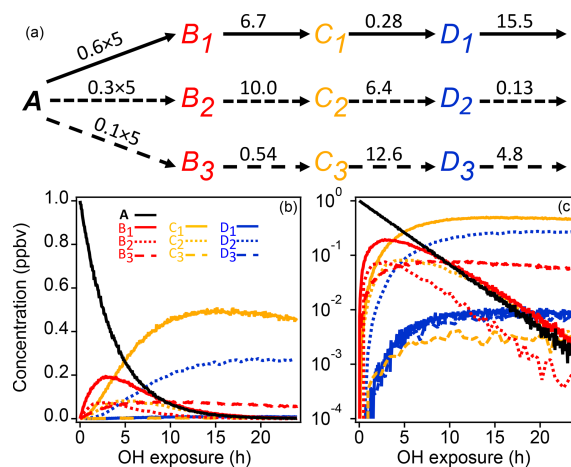 (a)
0.6×5
B1
6.7
C1
0.28
D1
15.5
A
0.3×5
B2
10.0
C2
6.4
D2
0.13
0.1×5
B3
0.54
C3
12.6
D3
4.8
Concentration (ppbv)
1.0
0.8
0.6
0.4
0.2
0.0
(b)
A
B1 C1 D1
B2 C2 D2
B3 C3 D3
0 5 10 15 20
OH exposure (h)
10^0
10^-1
10^-2
10^-3
10^-4
(c)
0 5 10 15 20
OH exposure (h)